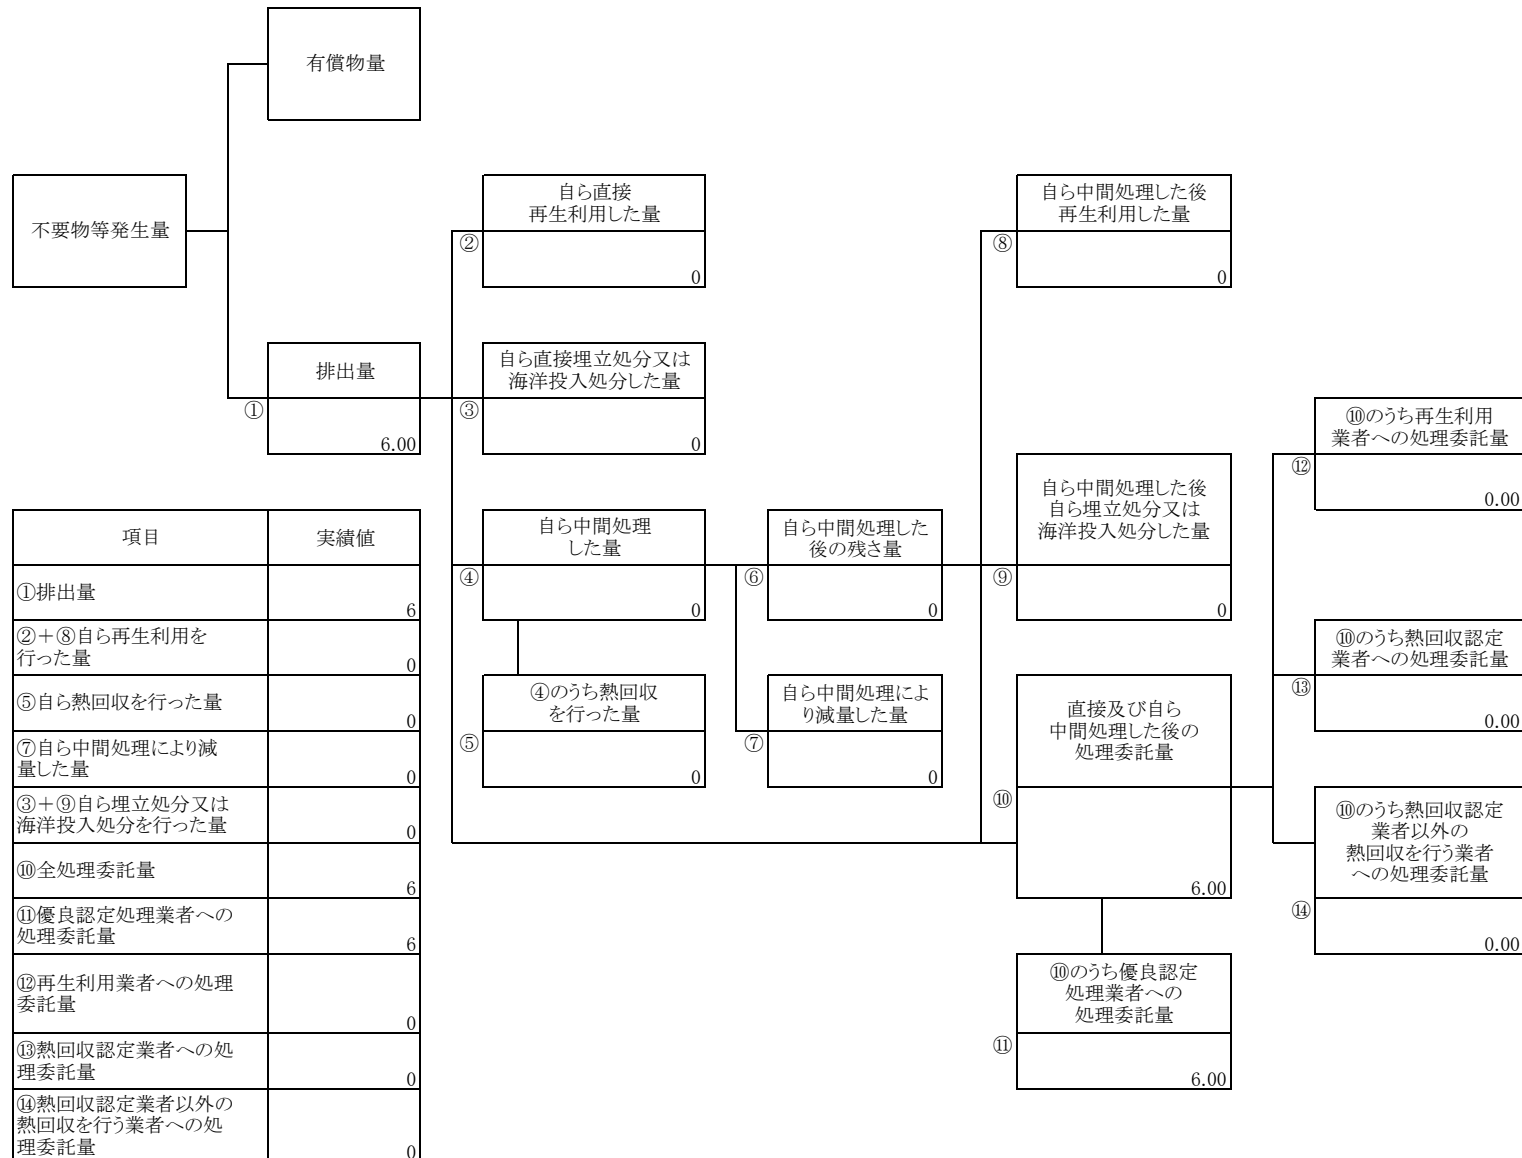 有償物量
不要物等発生量
自ら直接
再生利用した量
②
0
自ら中間処理した後
再生利用した量
⑧
0
排出量
①
6.00
自ら直接埋立処分又は
海洋投入処分した量
③
0
⑩のうち再生利用
業者への処理委託量
⑫
0.00
自ら中間処理した後
自ら埋立処分又は
海洋投入処分した量
⑨
0
自ら中間処理
した量
④
0
自ら中間処理した
後の残さ量
⑥
0
⑩のうち熱回収認定
業者への処理委託量
⑬
0.00
④のうち熱回収
を行った量
⑤
0
自ら中間処理によ
り減量した量
⑦
0
直接及び自ら
中間処理した後の
処理委託量
⑩
6.00
⑩のうち熱回収認定
業者以外の
熱回収を行う業者
への処理委託量
⑭
0.00
⑩のうち優良認定
処理業者への
処理委託量
⑪
6.00
項目 実績値
①排出量
6
②+⑧自ら再生利用を
行った量
0
⑤自ら熱回収を行った量
0
⑦自ら中間処理により減
量した量
0
③+⑨自ら埋立処分又は
海洋投入処分を行った量
0
⑩全処理委託量
6
⑪優良認定処理業者への
処理委託量
6
⑫再生利用業者への処理
委託量
0
⑬熱回収認定業者への処
理委託量
0
⑭熱回収認定業者以外の
熱回収を行う業者への処
理委託量
0